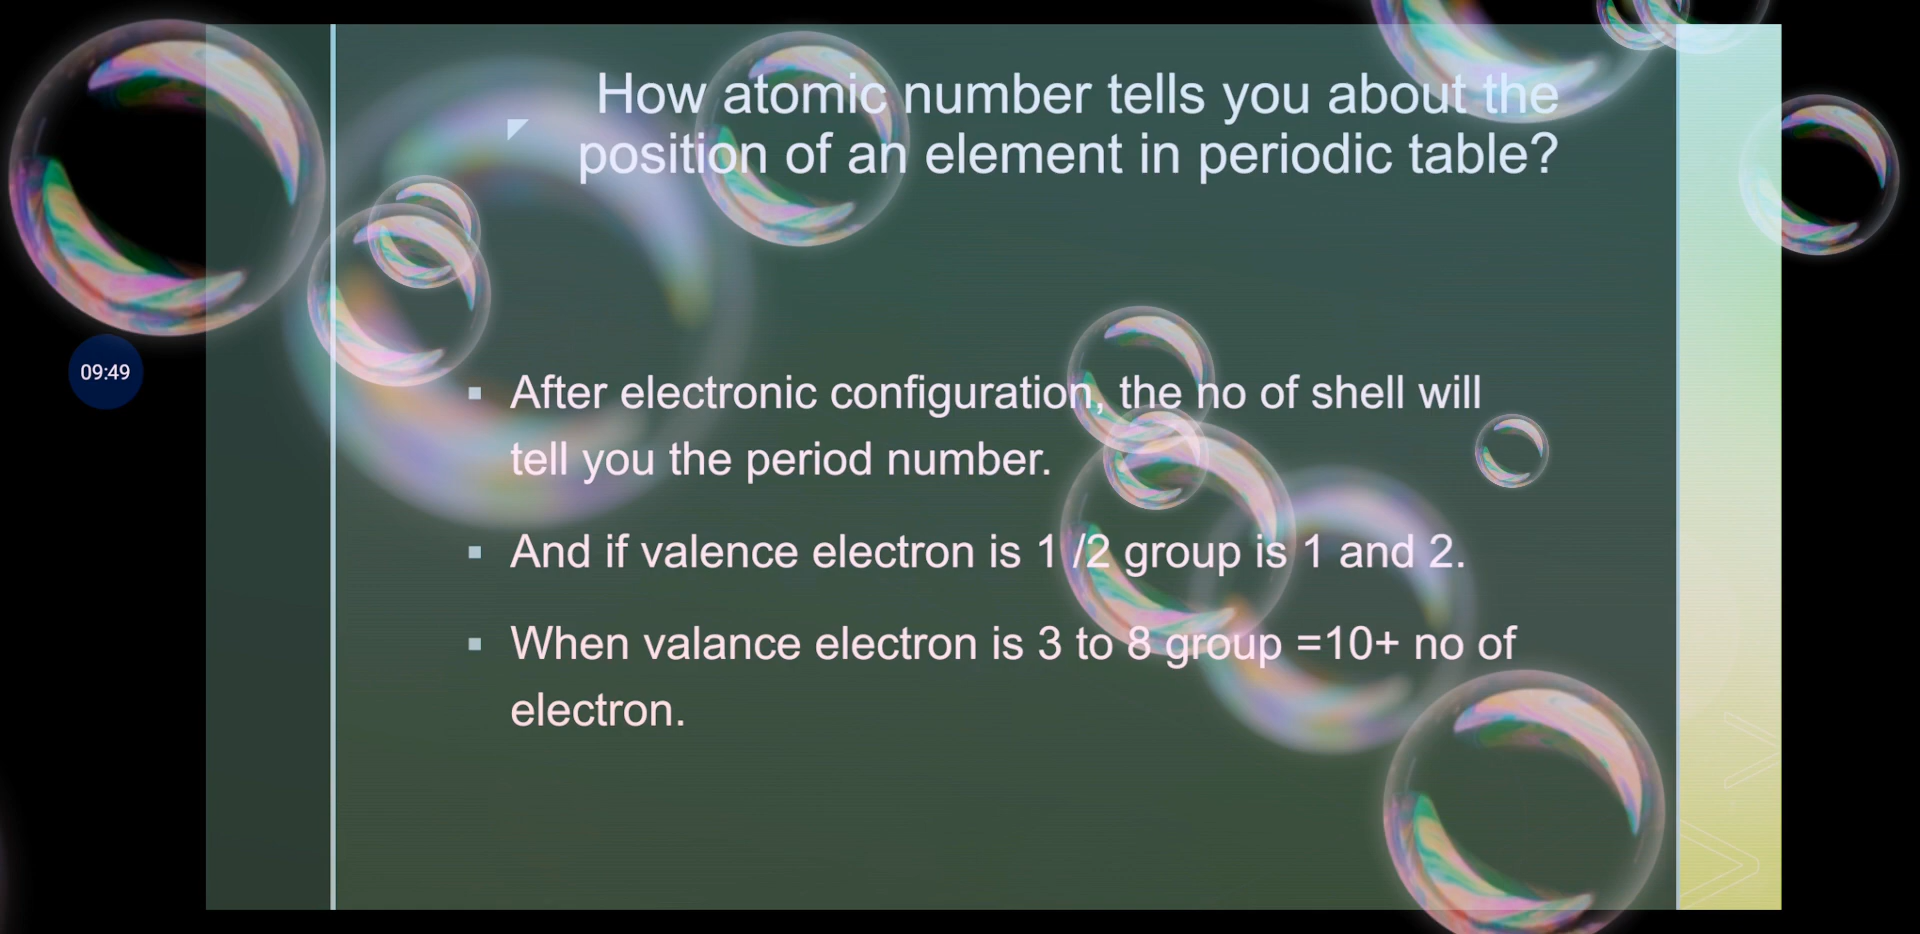 How atomic number tells you about the
position of an element in periodic table?
09:49
After electronic configuration, the no of shell will
tell you the period number.
And if valence electron is 1 /2 group is 1 and 2.
When valance electron is 3 to 8 group =10+ no of
electron.